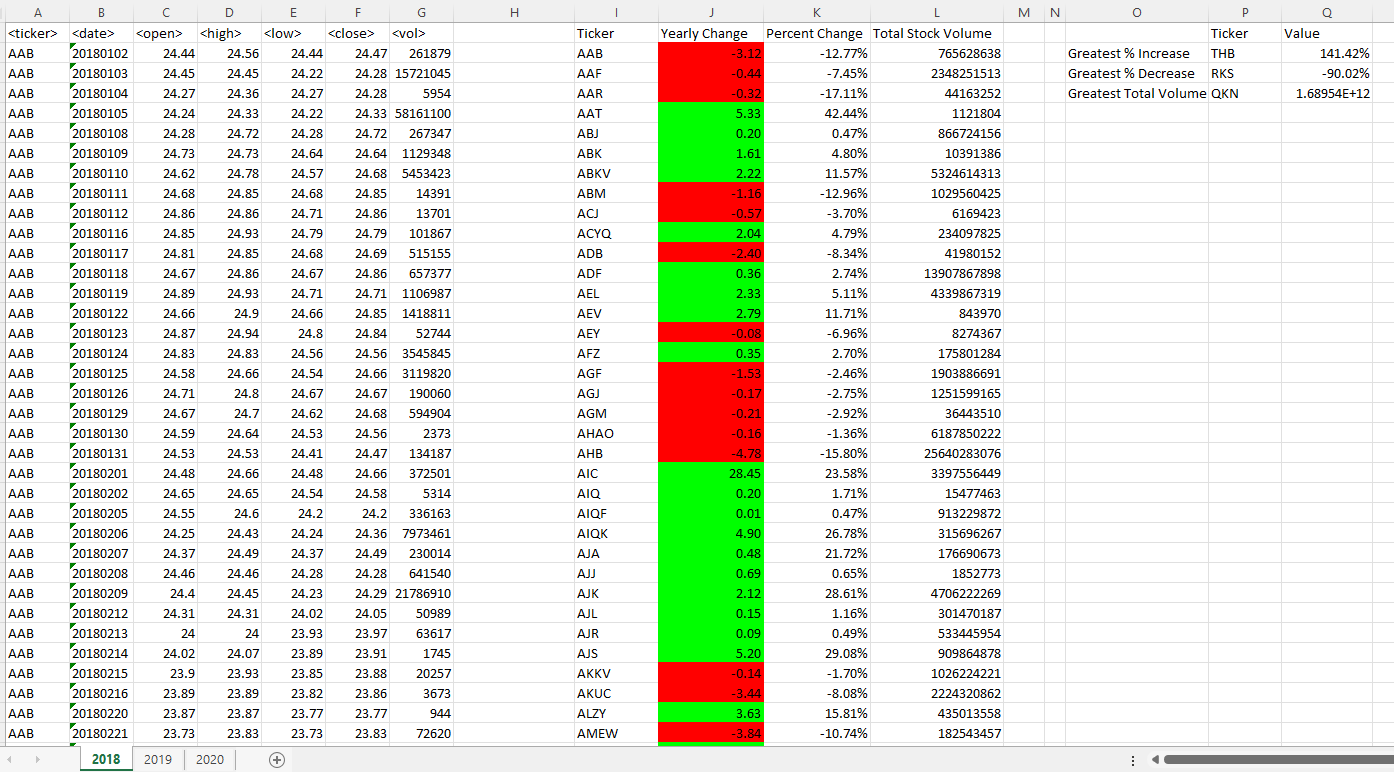 A B C D E F G H I J K L M N O P Q
<ticker> <date> <open> <high> <low> <close> <vol> Ticker Yearly Change Percent Change Total Stock Volume Ticker Value
AAB 20180102 24.44 24.56 24.44 24.47 261879 AAB -3.12 -12.77% 765628638 Greatest % Increase THB 141.42%
AAB 20180103 24.45 24.45 24.22 24.28 15721045 AAF -0.44 -7.45% 2348251513 Greatest % Decrease RKS -90.02%
AAB 20180104 24.27 24.36 24.27 24.28 5954 AAR -0.32 -17.11% 44163252 Greatest Total Volume QKN 1.68954E+12
AAB 20180105 24.24 24.33 24.22 24.33 58161100 AAT 5.33 42.44% 1121804
AAB 20180108 24.28 24.72 24.28 24.72 267347 ABJ 0.20 0.47% 866724156
AAB 20180109 24.73 24.73 24.64 24.64 1129348 ABK 1.61 4.80% 10391386
AAB 20180110 24.62 24.78 24.57 24.68 5453423 ABKV 2.22 11.57% 5324614313
AAB 20180111 24.68 24.85 24.68 24.85 14391 ABM -1.16 -12.96% 1029560425
AAB 20180112 24.86 24.86 24.71 24.86 13701 ACJ -0.57 -3.70% 6169423
AAB 20180116 24.85 24.93 24.79 24.79 101867 ACYQ 2.04 4.79% 234097825
AAB 20180117 24.81 24.85 24.68 24.69 515155 ADB -2.40 -8.34% 41980152
AAB 20180118 24.67 24.86 24.67 24.86 657377 ADF 0.36 2.74% 13907867898
AAB 20180119 24.89 24.93 24.71 24.71 1106987 AEL 2.33 5.11% 4339867319
AAB 20180122 24.66 24.9 24.66 24.85 1418811 AEV 2.79 11.71% 843970
AAB 20180123 24.87 24.94 24.8 24.84 52744 AEY -0.08 -6.96% 8274367
AAB 20180124 24.83 24.83 24.56 24.56 3545845 AFZ 0.35 2.70% 175801284
AAB 20180125 24.58 24.66 24.54 24.66 3119820 AGF -1.53 -2.46% 1903886691
AAB 20180126 24.71 24.8 24.67 24.67 190060 AGJ -0.17 -2.75% 1251599165
AAB 20180129 24.67 24.7 24.62 24.68 594904 AGM -0.21 -2.92% 36443510
AAB 20180130 24.59 24.64 24.53 24.56 2373 AHAO -0.16 -1.36% 6187850222
AAB 20180131 24.53 24.53 24.41 24.47 134187 AHB -4.78 -15.80% 25640283076
AAB 20180201 24.48 24.66 24.48 24.66 372501 AIC 28.45 23.58% 3397556449
AAB 20180202 24.65 24.65 24.54 24.58 5314 AIQ 0.20 1.71% 15477463
AAB 20180205 24.55 24.6 24.2 24.2 336163 AIQF 0.01 0.47% 913229872
AAB 20180206 24.25 24.43 24.24 24.36 7973461 AIQK 4.90 26.78% 315696267
AAB 20180207 24.37 24.49 24.37 24.49 230014 AJA 0.48 21.72% 176690673
AAB 20180208 24.46 24.46 24.28 24.28 641540 AJJ 0.69 0.65% 1852773
AAB 20180209 24.4 24.45 24.23 24.29 21786910 AJK 2.12 28.61% 4706222269
AAB 20180212 24.31 24.31 24.02 24.05 50989 AJL 0.15 1.16% 301470187
AAB 20180213 24 24 23.93 23.97 63617 AJR 0.09 0.49% 533445954
AAB 20180214 24.02 24.07 23.89 23.91 1745 AJS 5.20 29.08% 909864878
AAB 20180215 23.9 23.93 23.85 23.88 20257 AKKV -0.14 -1.70% 1026224221
AAB 20180216 23.89 23.89 23.82 23.86 3673 AKUC -3.44 -8.08% 2224320862
AAB 20180220 23.87 23.87 23.77 23.77 944 ALZY 3.63 15.81% 435013558
AAB 20180221 23.73 23.83 23.73 23.83 72620 AMEW -3.84 -10.74% 182543457
2018 2019 2020